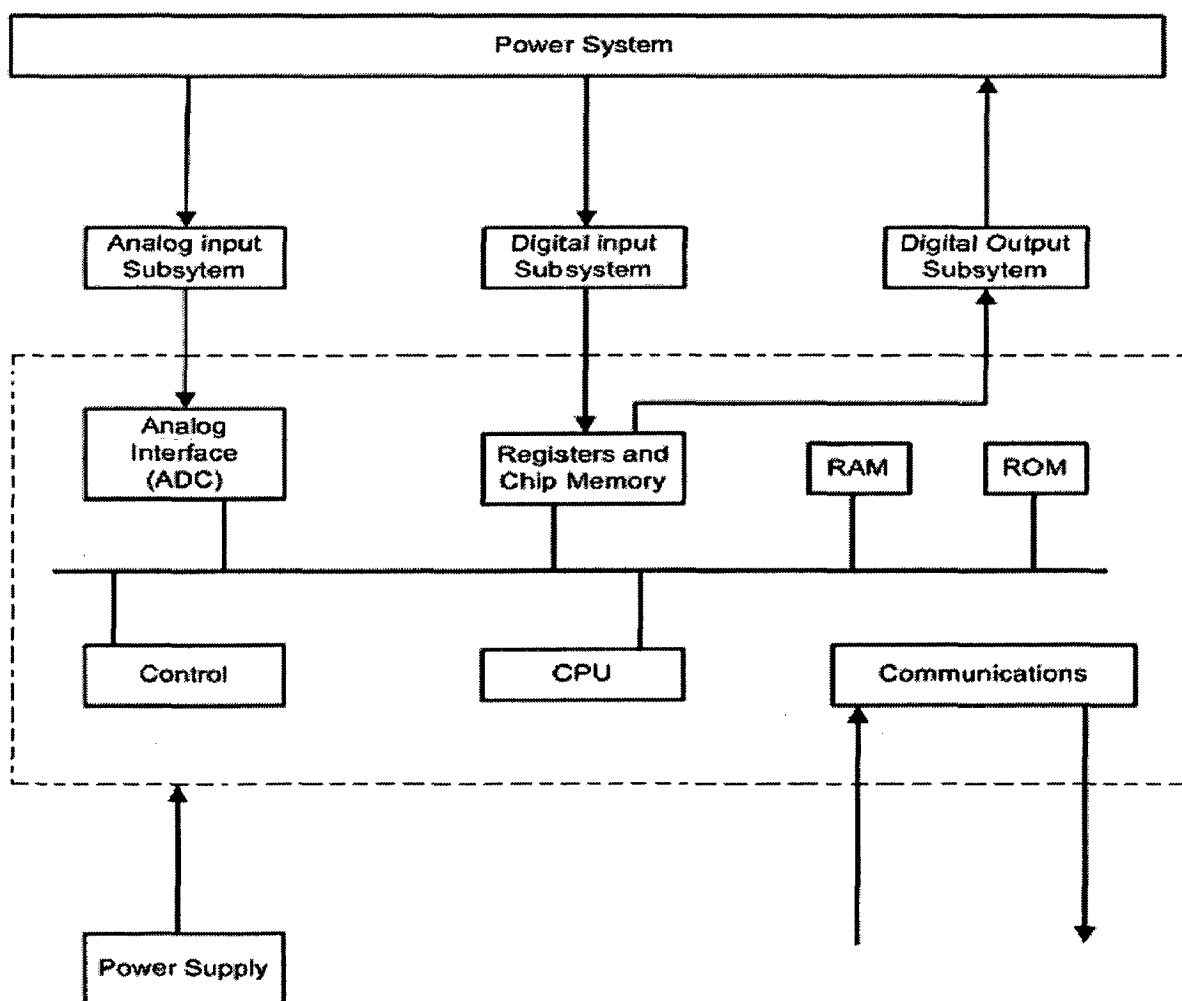 Power System
Analog input
Subsytem
Digital input
Subsystem
Digital Output
Subsytem
Analog
Interface
(ADC)
Registers and
Chip Memory
RAM
ROM
Control
CPU
Communications
Power Supply